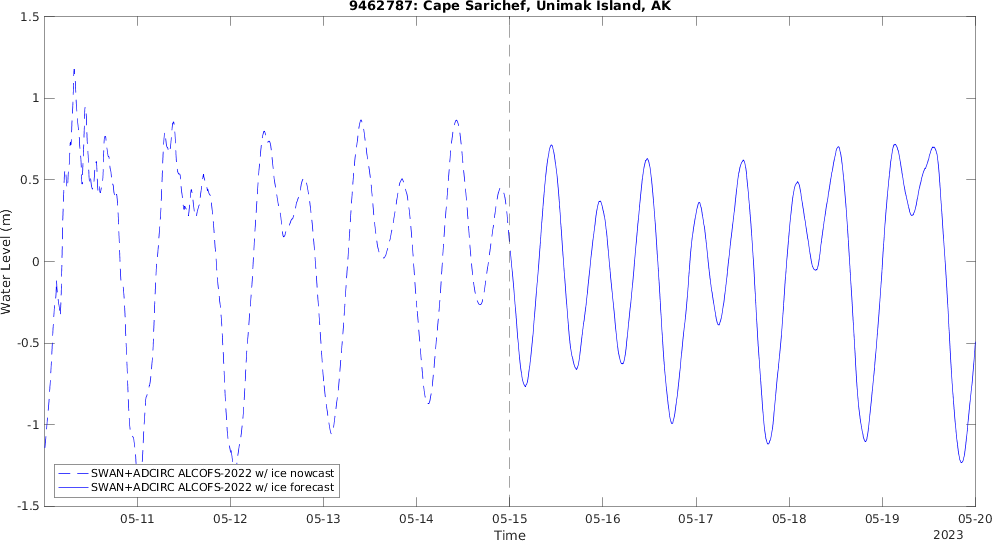 9462787: Cape Sarichef, Unimak Island, AK
1.5
1
0.5
0
-0.5
-1
-1.5
Water Level (m)
SWAN+ADCIRC ALCOFS-2022 w/ ice nowcast
SWAN+ADCIRC ALCOFS-2022 w/ ice forecast
05-11 05-12 05-13 05-14 05-15 05-16 05-17 05-18 05-19 05-20
Time
2023